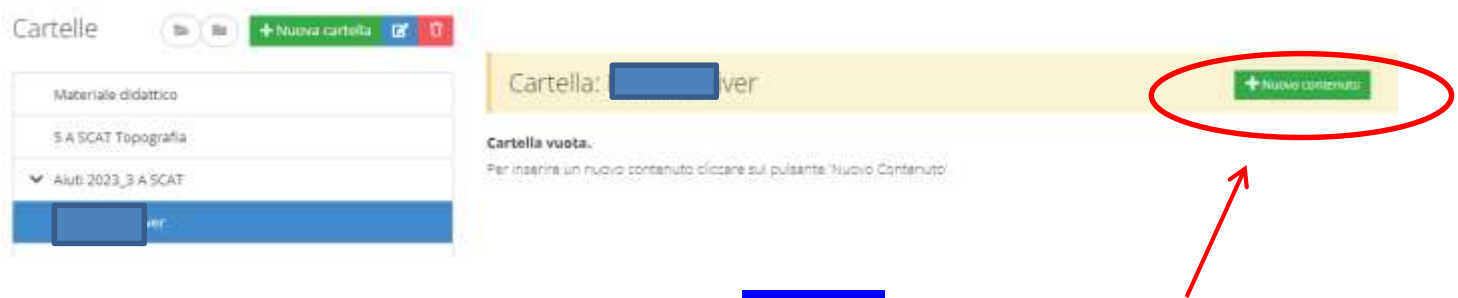 Cartelle
+ Nuova cartella
Materiale didattico
5 A SCAT Topografia
Aiuti 2023_3 A SCAT
ver
Cartella: ver
+ Nuovo contenuto
Cartella vuota.
Per inserire un nuovo contenuto cliccare sul pulsante 'Nuovo Contenuto'.